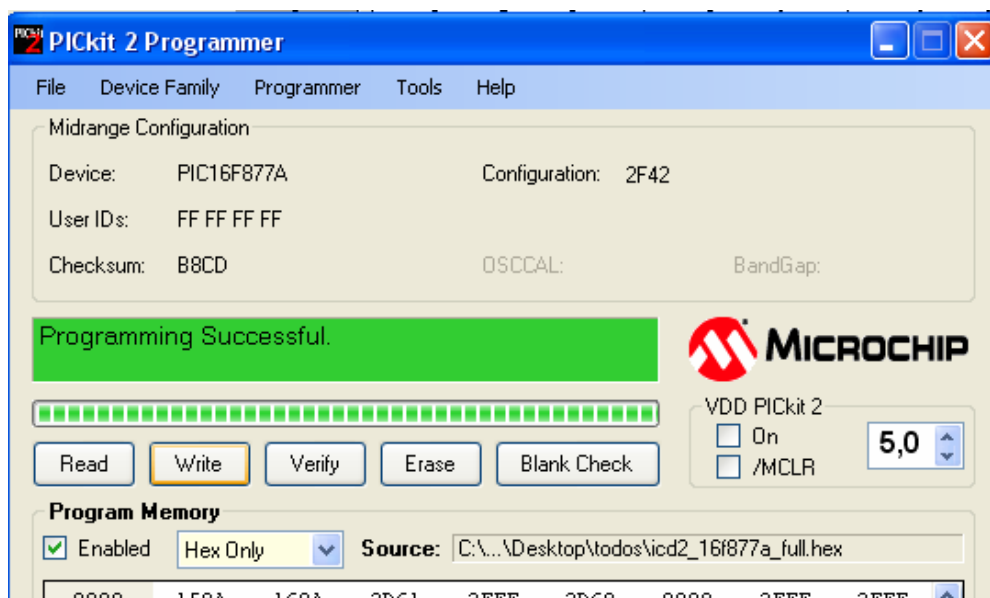 PICkit 2 Programmer
File Device Family Programmer Tools Help
Midrange Configuration
Device: PIC16F877A Configuration: 2F42
User IDs: FF FF FF FF
Checksum: B8CD OSCCAL: BandGap:
Programming Successful.
MICROCHIP
VDD PICkit 2
On
/MCLR
5,0
Read Write Verify Erase Blank Check
Program Memory
Enabled Hex Only Source: C:\...\Desktop\todos\icd2_16f877a_full.hex